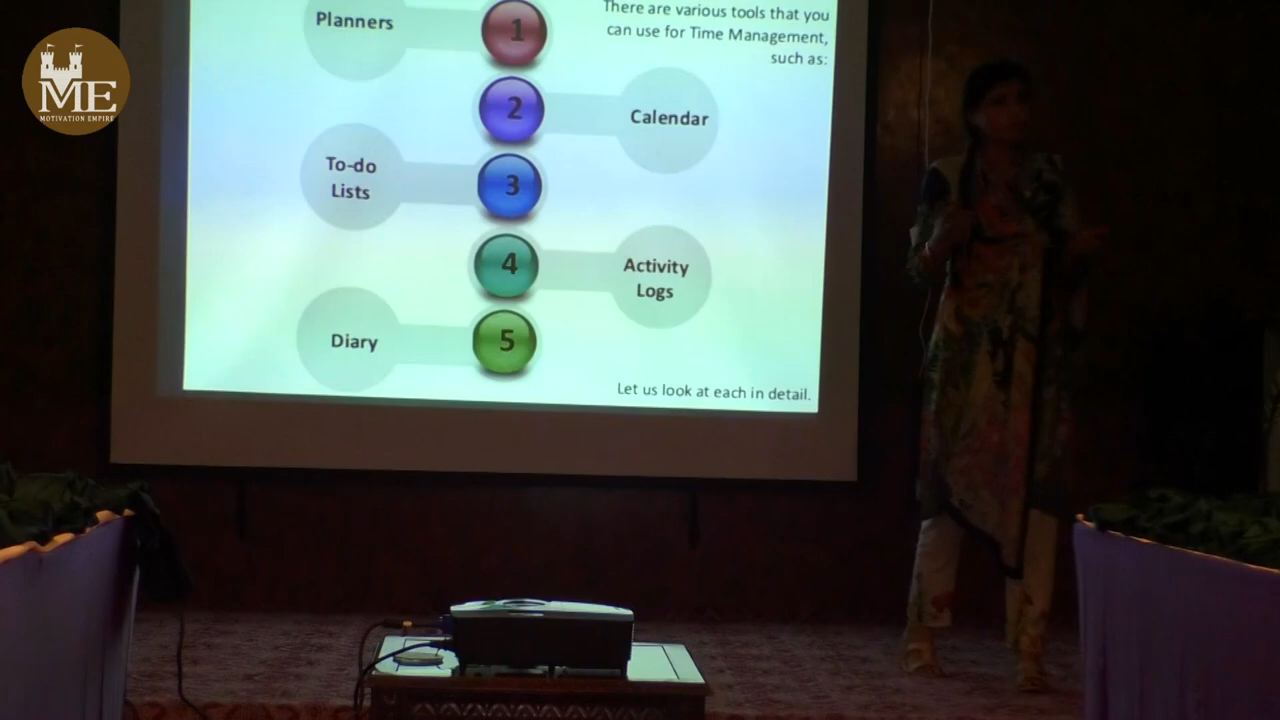 ME
MOTIVATION EMPIRE
There are various tools that you
can use for Time Management,
such as:
Planners
1
2
Calendar
To-do
Lists
3
4
Activity
Logs
Diary
5
Let us look at each in detail.